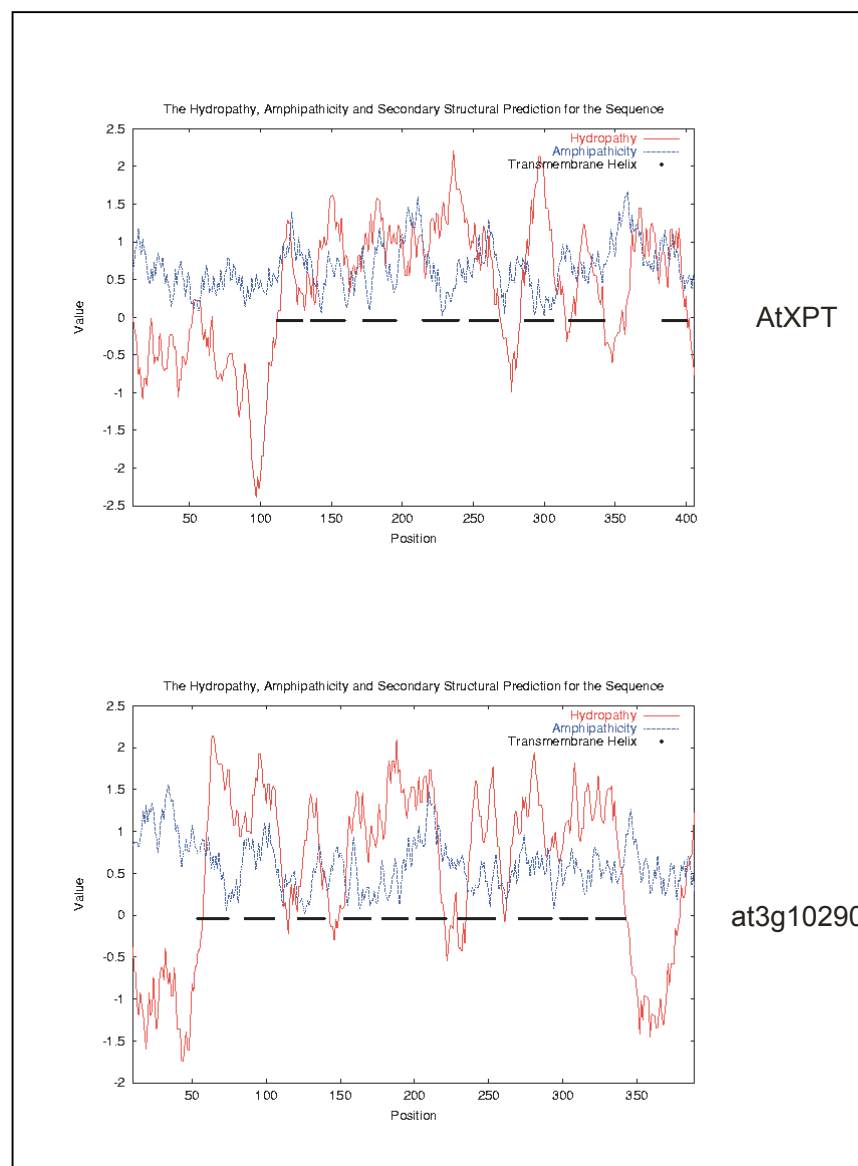 The Hydropathy, Amphipathicity and Secondary Structural Prediction for the Sequence
2.5
2
1.5
1
0.5
0
-0.5
-1
-1.5
-2
-2.5
Value
Hydropathy
Amphipathicity
Transmembrane Helix
50 100 150 200 250 300 350 400
Position
AtXPT
The Hydropathy, Amphipathicity and Secondary Structural Prediction for the Sequence
2.5
2
1.5
1
0.5
0
-0.5
-1
-1.5
-2
Value
Hydropathy
Amphipathicity
Transmembrane Helix
50 100 150 200 250 300 350
Position
at3g10290